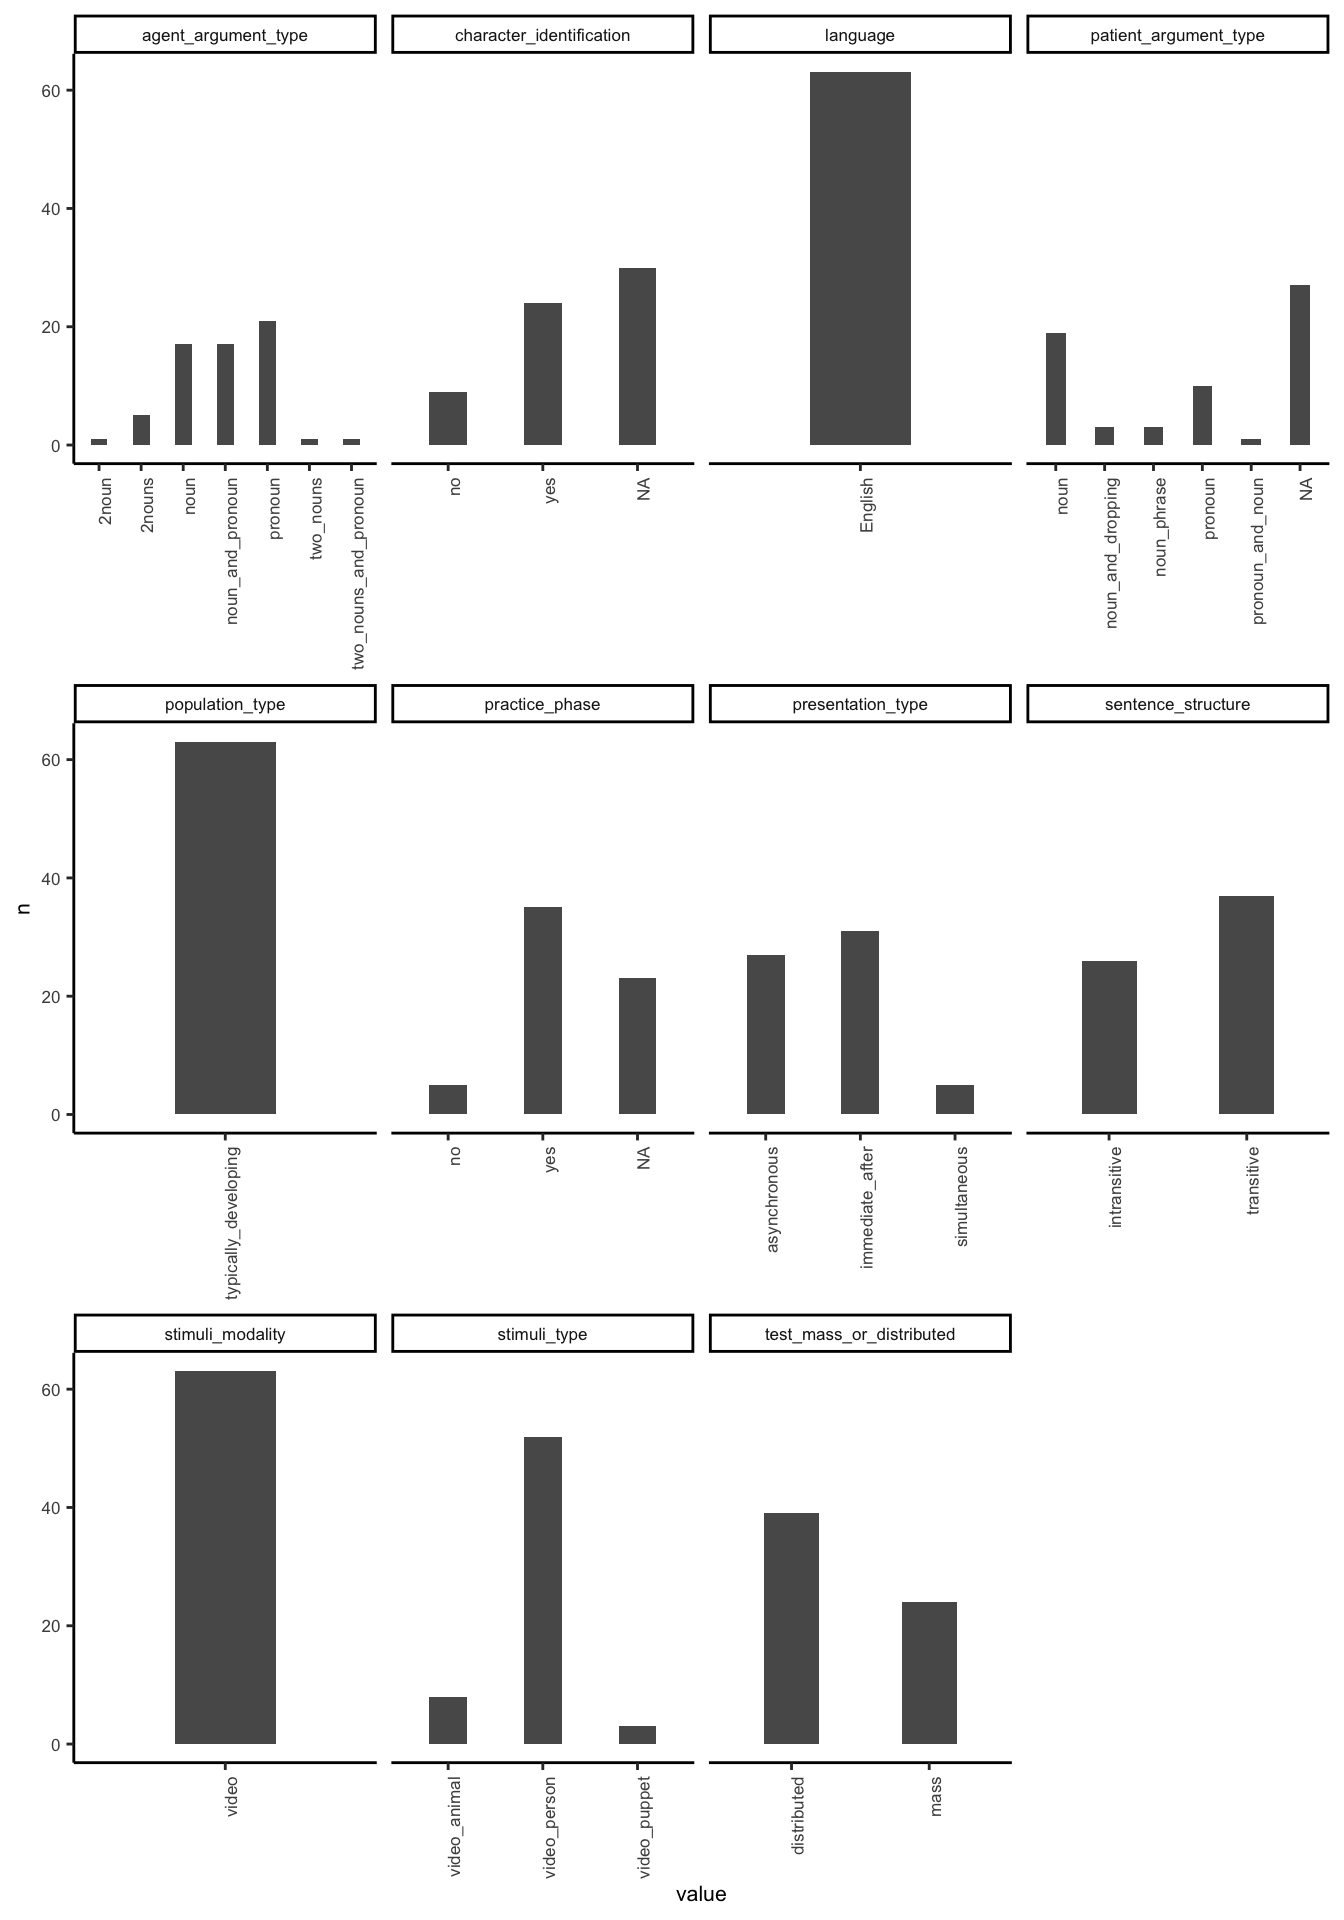 agent_argument_type
character_identification
language
patient_argument_type
60
40
20
0
2noun
2nouns
noun
noun_and_pronoun
pronoun
two_nouns
two_nouns_and_pronoun
no
yes
NA
English
noun
noun_and_dropping
noun_phrase
pronoun
pronoun_and_noun
NA
population_type
practice_phase
presentation_type
sentence_structure
n
60
40
20
0
typically_developing
no
yes
NA
asynchronous
immediate_after
simultaneous
intransitive
transitive
stimuli_modality
stimuli_type
test_mass_or_distributed
60
40
20
0
video
video_animal
video_person
video_puppet
distributed
mass
value